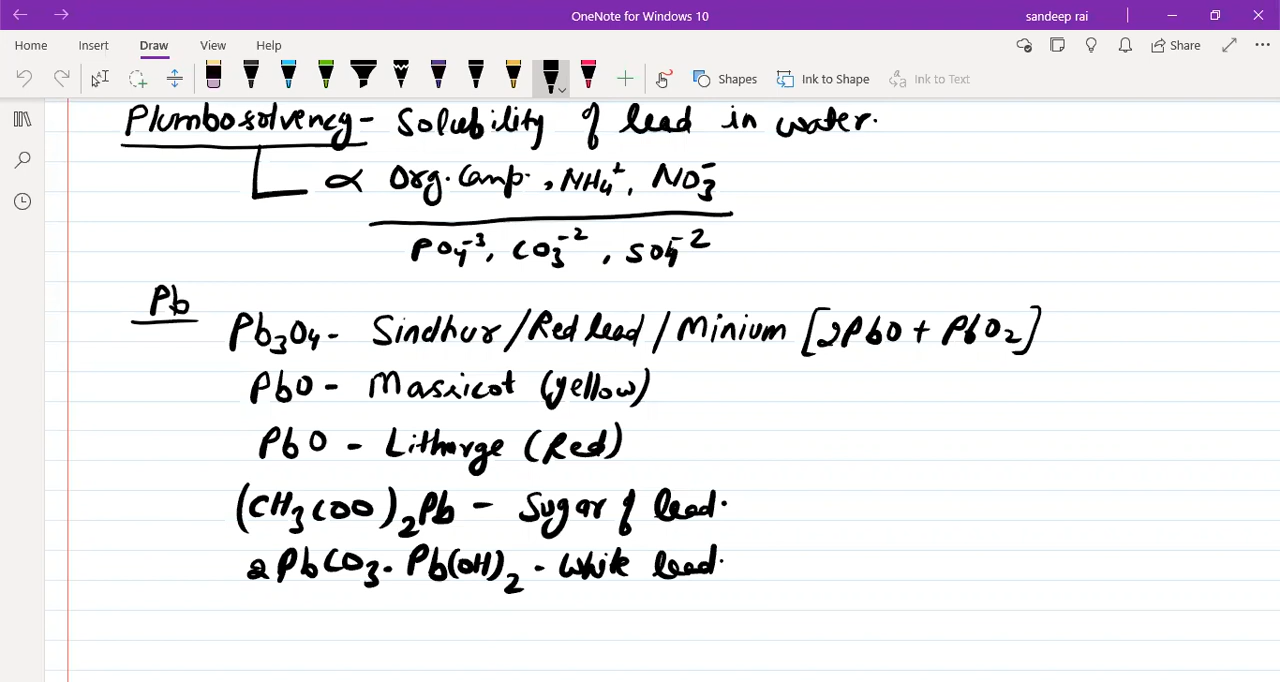 OneNote for Windows 10
sandeep rai
Home Insert Draw View Help
Share
Shapes Ink to Shape Ink to Text
Plumbosolvency - Solubility of lead in water.
∝ Org. Comp., NH₄⁺, NO₃⁻
PO₄⁻³, CO₃⁻², SO₄⁻²
Pb
Pb₃O₄ - Sindhur / Red lead / Minium [2PbO + PbO₂]
PbO - Massicot (yellow)
PbO - Litharge (Red)
(CH₃COO)₂Pb - Sugar of lead.
2PbCO₃. Pb(OH)₂ - White lead.